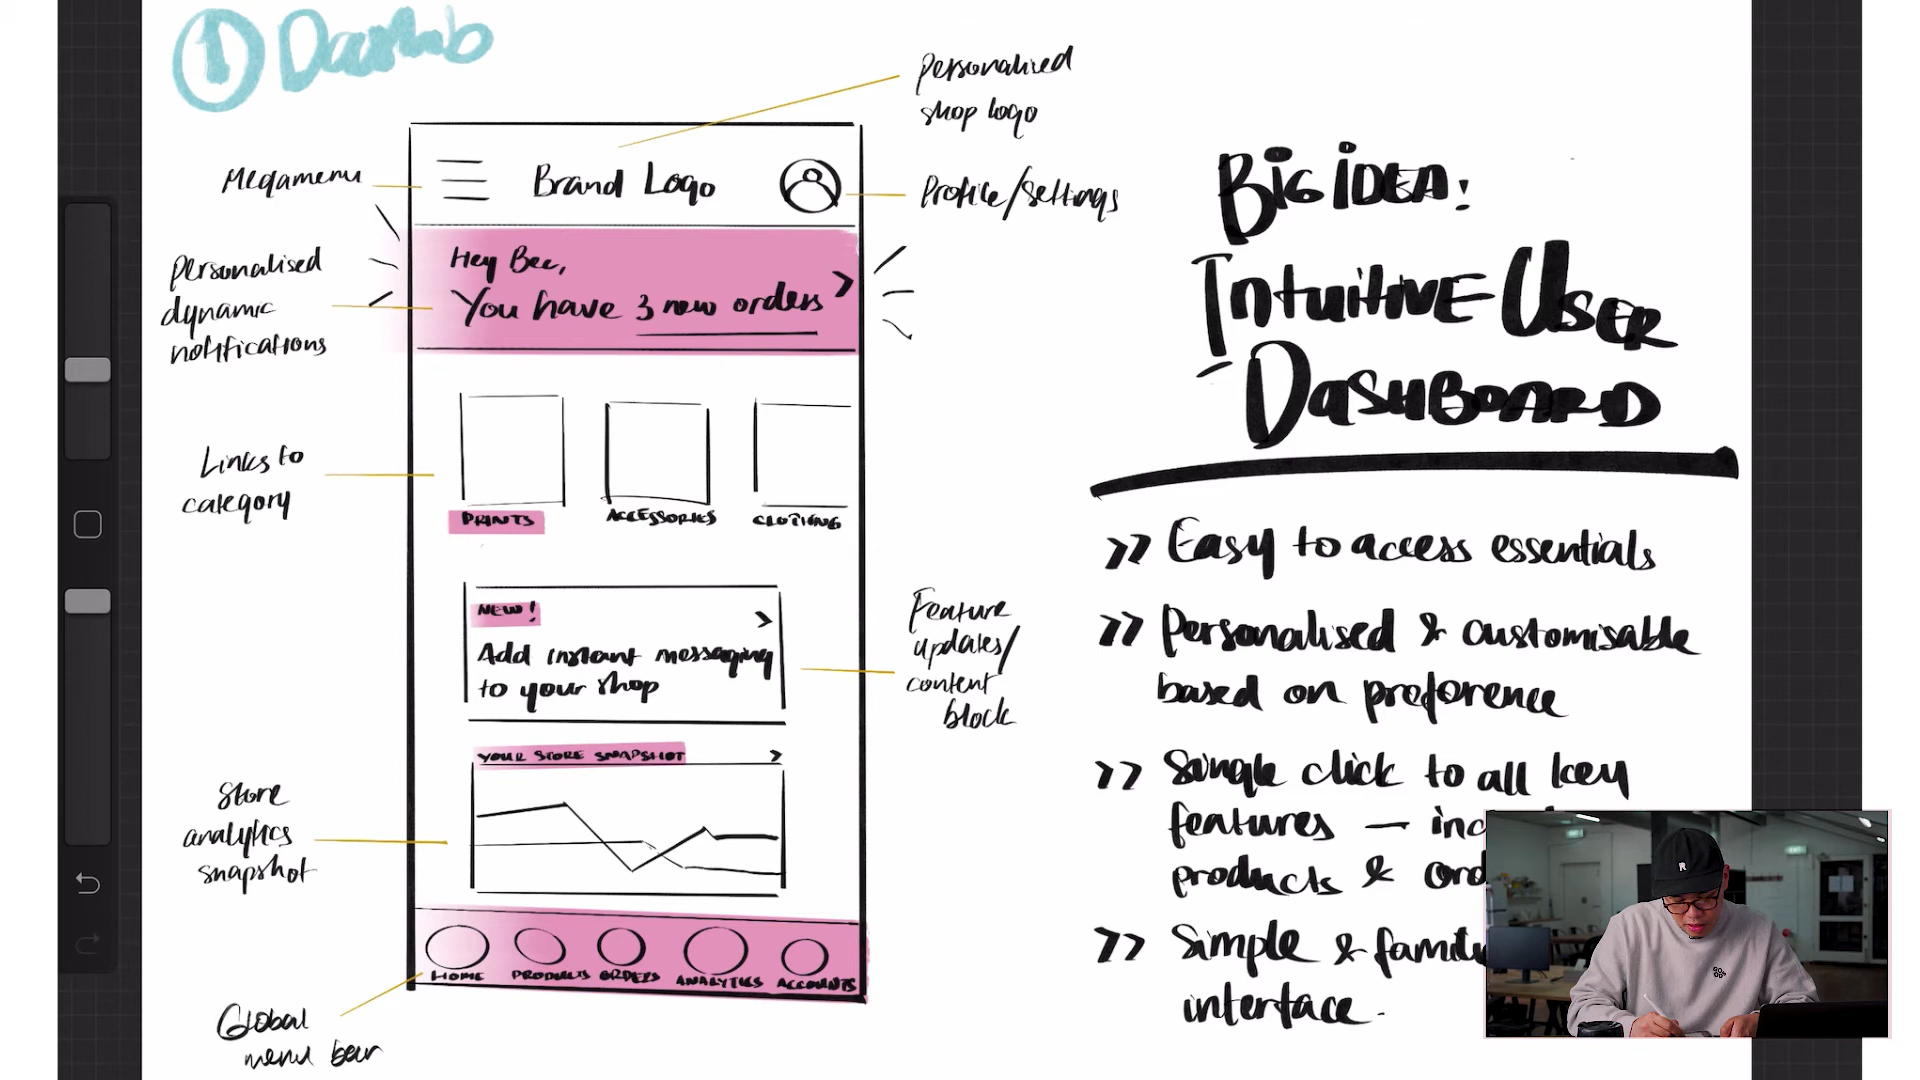 1
Personalised
shop logo
Megamenu
Brand Logo
Profile/Settings
Personalised
dynamic
notifications
Hey Bec,
You have 3 new orders
Links to
category
PRINTS
ACCESSORIES
CLOTHING
NEW!
Add instant messaging
to your shop
Feature
updates/
content
block
YOUR STORE SNAPSHOT
Store
analytics
snapshot
HOME
PRODUCTS
ORDERS
ANALYTICS
ACCOUNTS
Global
menu bar
BIG IDEA:
INTUITIVE USER
DASHBOARD
>> Easy to access essentials
>> Personalised & customisable
based on preference
>> Single click to all key
features — inc
products & ord
>> Simple & famil
interface.
R